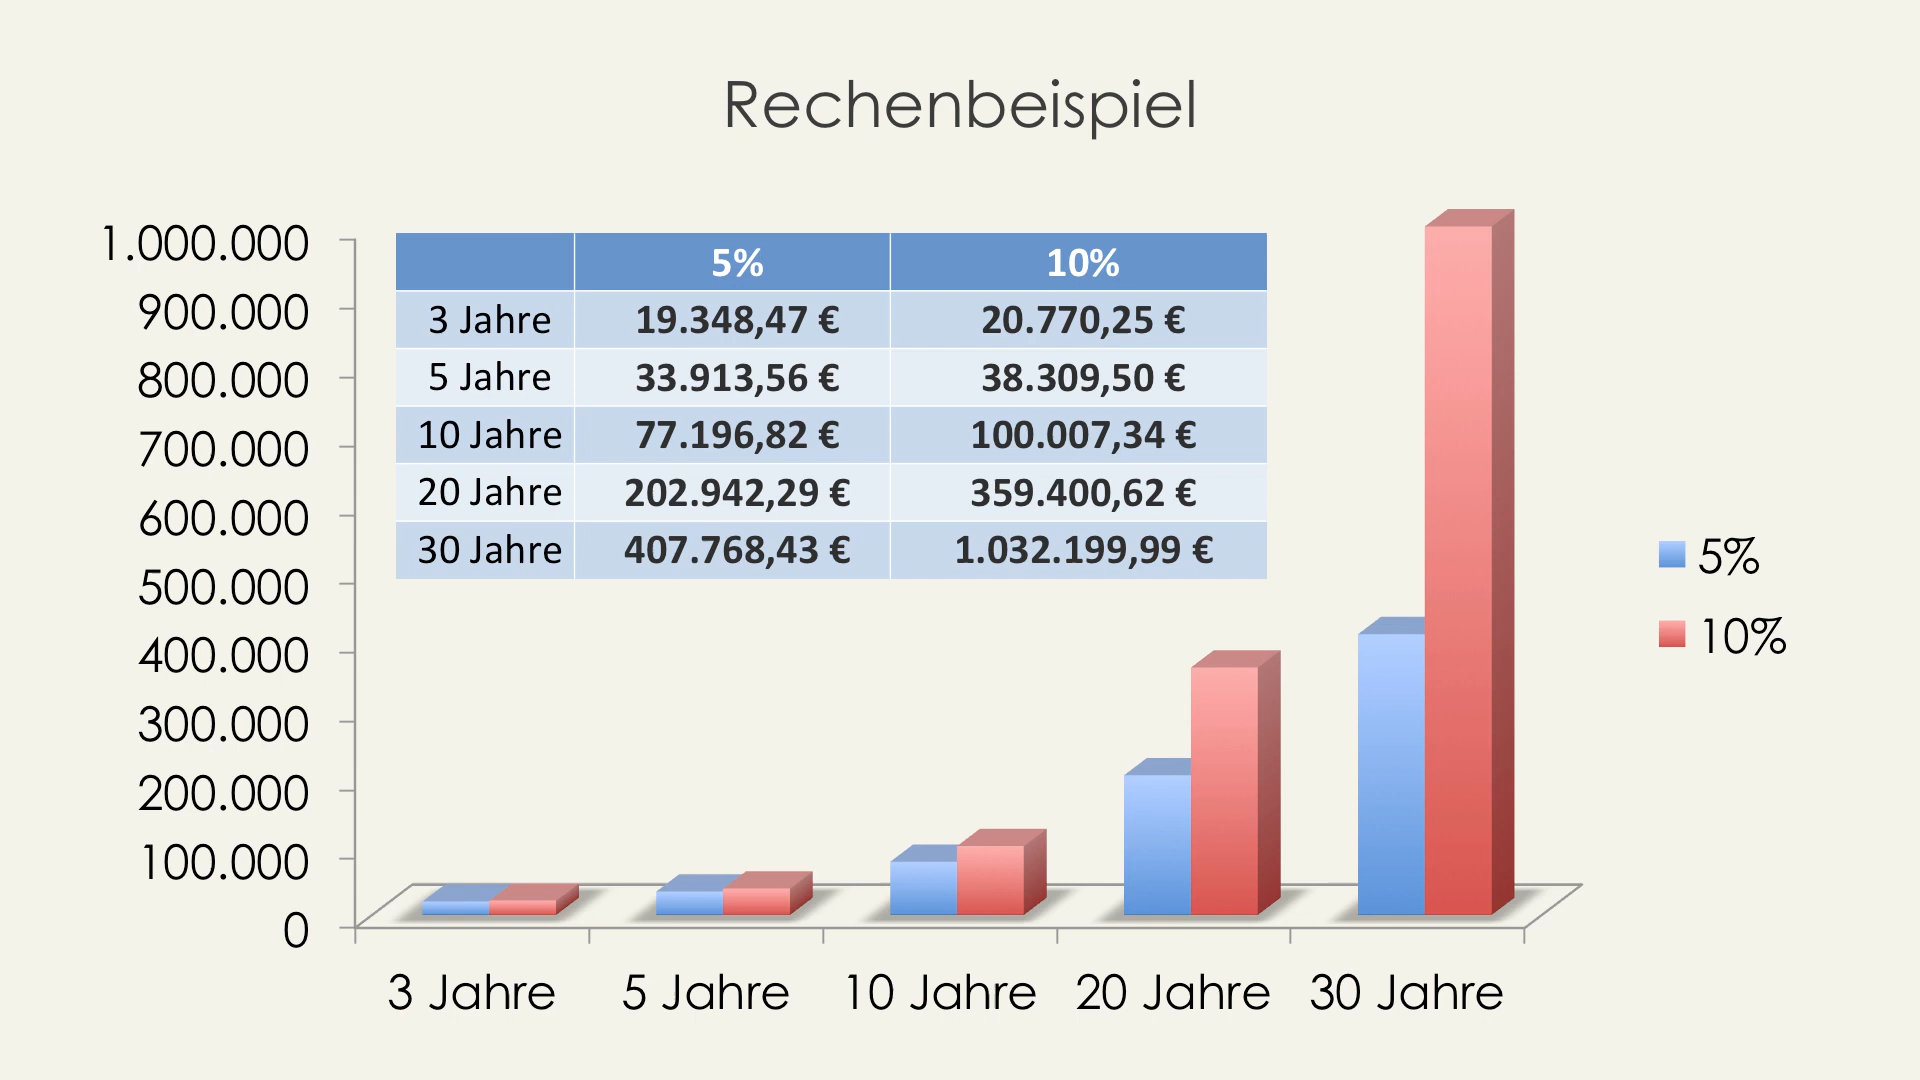 Rechenbeispiel
1.000.000
900.000
800.000
700.000
600.000
500.000
400.000
300.000
200.000
100.000
0
5% 10%
3 Jahre 19.348,47 € 20.770,25 €
5 Jahre 33.913,56 € 38.309,50 €
10 Jahre 77.196,82 € 100.007,34 €
20 Jahre 202.942,29 € 359.400,62 €
30 Jahre 407.768,43 € 1.032.199,99 €
5%
10%
3 Jahre 5 Jahre 10 Jahre 20 Jahre 30 Jahre